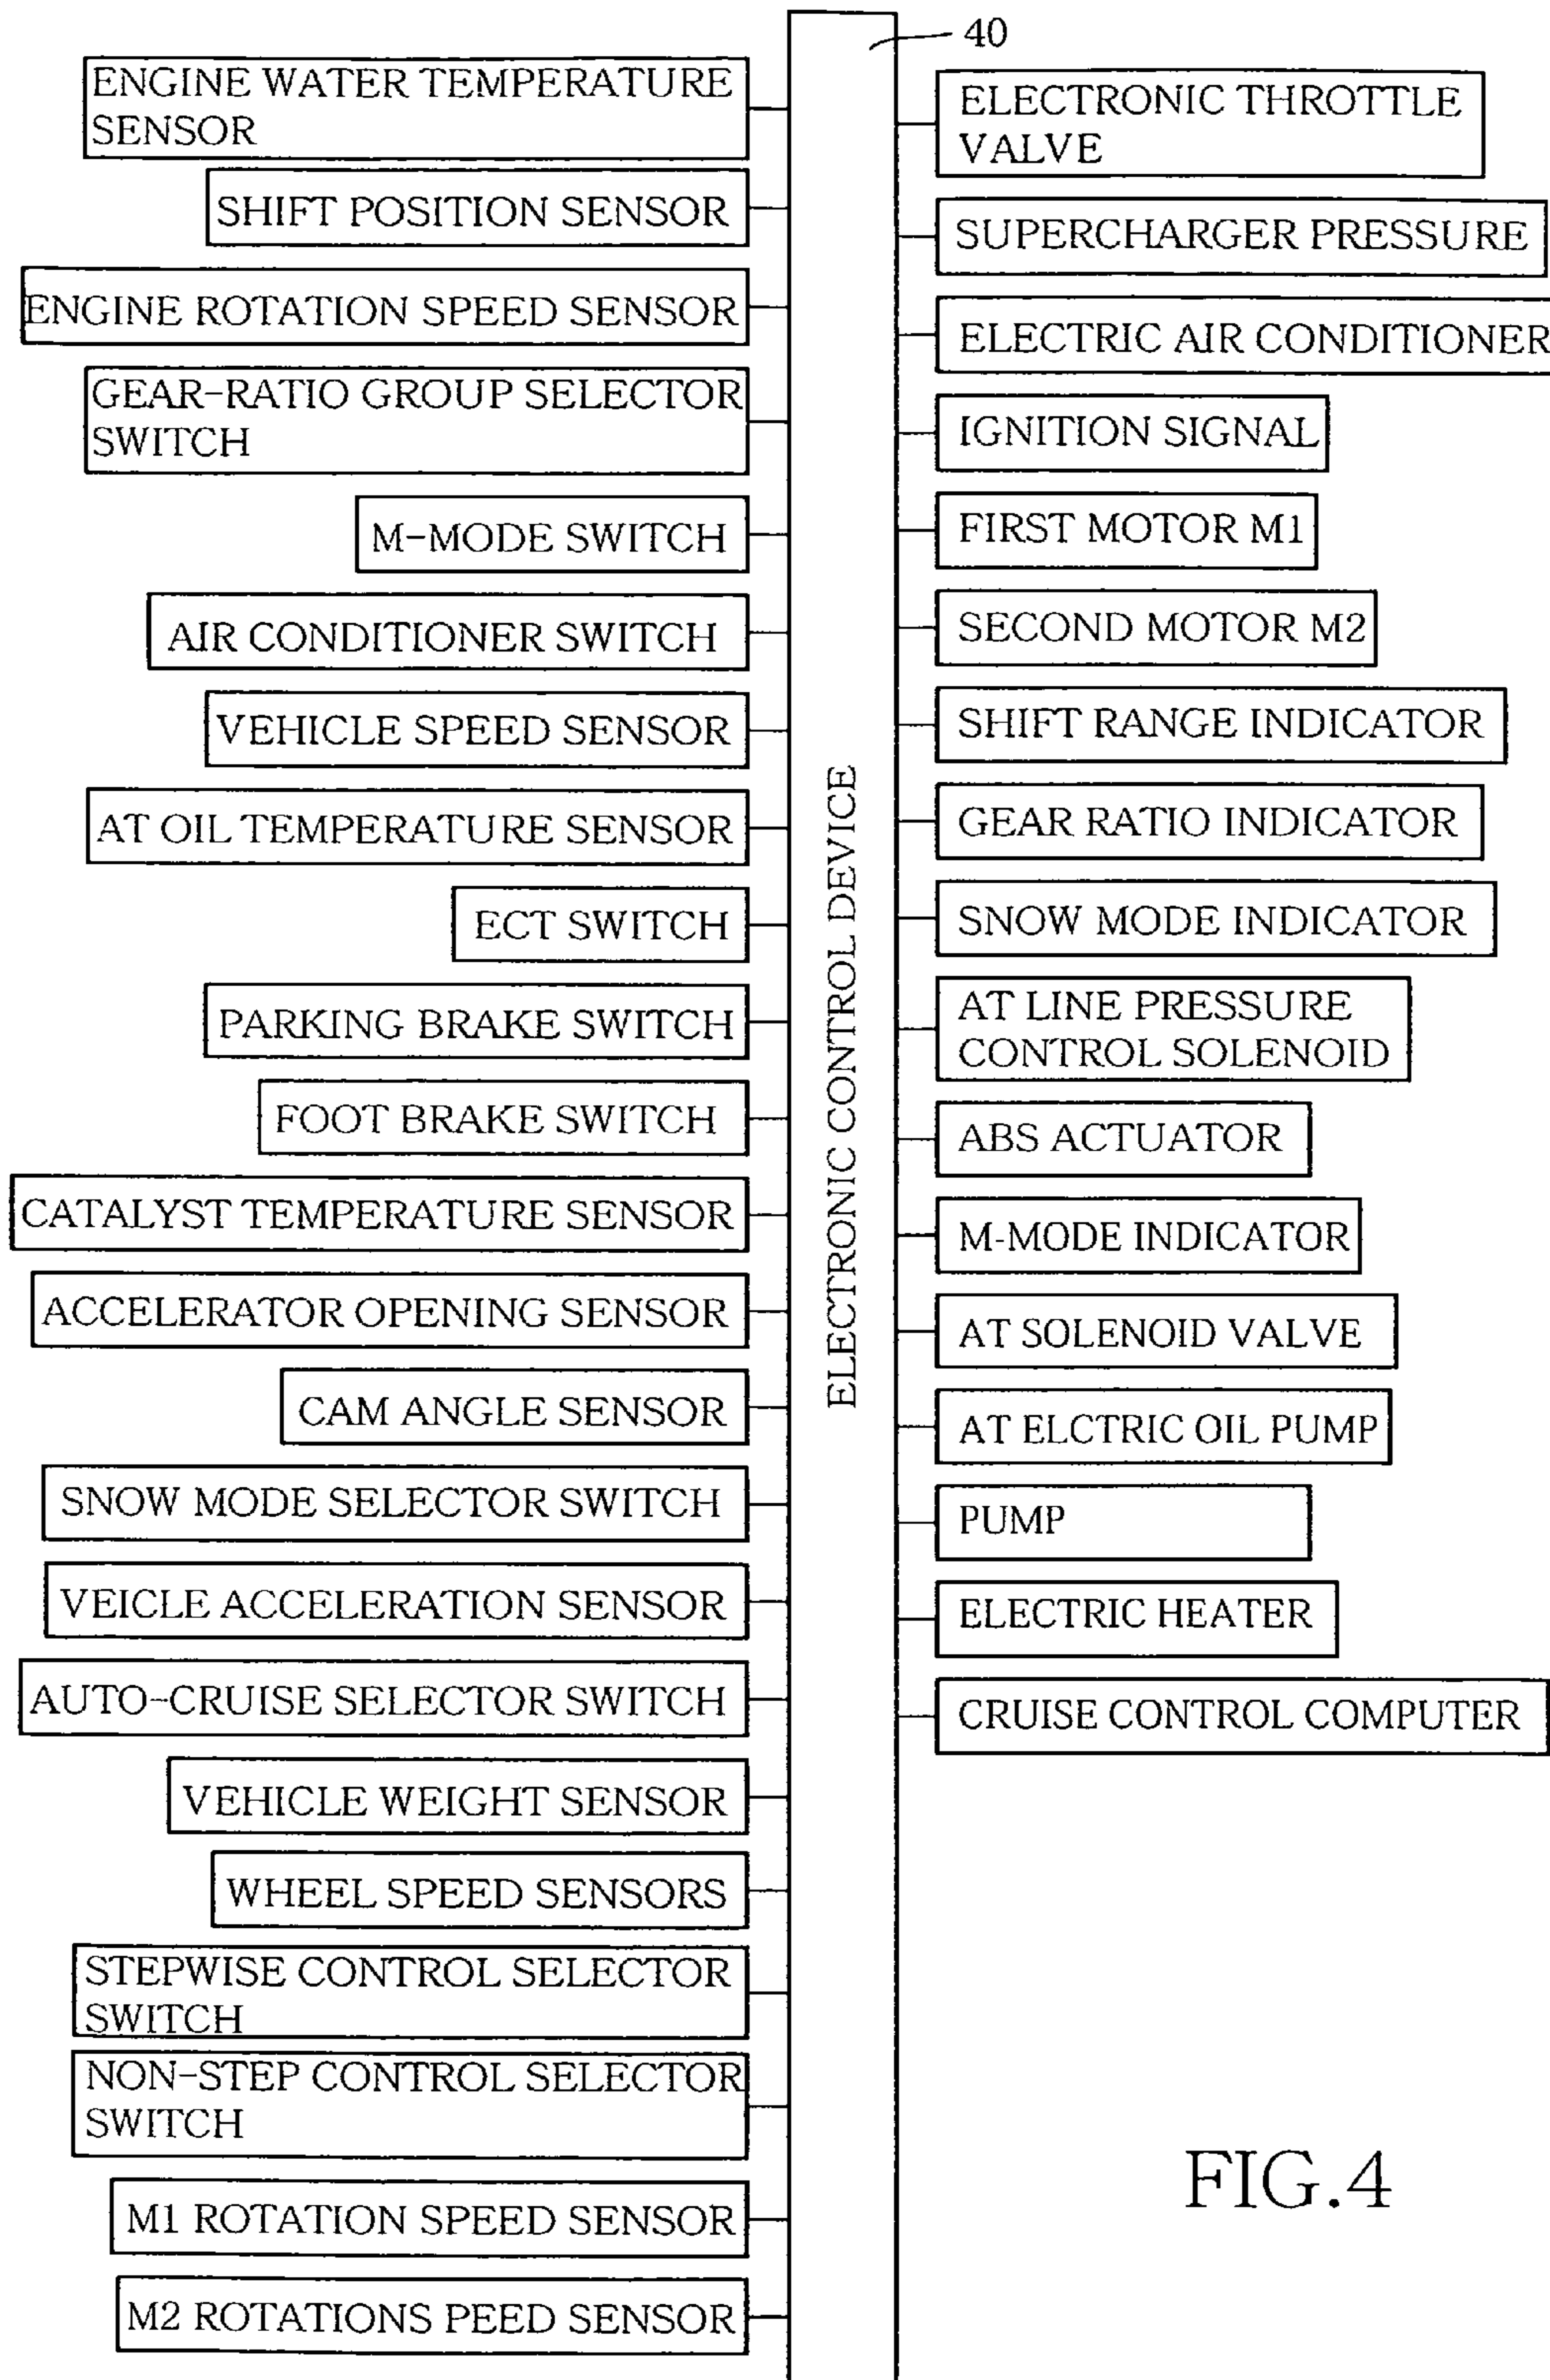 40
ENGINE WATER TEMPERATURE
SENSOR
SHIFT POSITION SENSOR
ENGINE ROTATION SPEED SENSOR
GEAR-RATIO GROUP SELECTOR
SWITCH
M-MODE SWITCH
AIR CONDITIONER SWITCH
VEHICLE SPEED SENSOR
AT OIL TEMPERATURE SENSOR
ECT SWITCH
PARKING BRAKE SWITCH
FOOT BRAKE SWITCH
CATALYST TEMPERATURE SENSOR
ACCELERATOR OPENING SENSOR
CAM ANGLE SENSOR
SNOW MODE SELECTOR SWITCH
VEICLE ACCELERATION SENSOR
AUTO-CRUISE SELECTOR SWITCH
VEHICLE WEIGHT SENSOR
WHEEL SPEED SENSORS
STEPWISE CONTROL SELECTOR
SWITCH
NON-STEP CONTROL SELECTOR
SWITCH
M1 ROTATION SPEED SENSOR
M2 ROTATIONS PEED SENSOR
ELECTRONIC CONTROL DEVICE
ELECTRONIC THROTTLE
VALVE
SUPERCHARGER PRESSURE
ELECTRIC AIR CONDITIONER
IGNITION SIGNAL
FIRST MOTOR M1
SECOND MOTOR M2
SHIFT RANGE INDICATOR
GEAR RATIO INDICATOR
SNOW MODE INDICATOR
AT LINE PRESSURE
CONTROL SOLENOID
ABS ACTUATOR
M-MODE INDICATOR
AT SOLENOID VALVE
AT ELCTRIC OIL PUMP
PUMP
ELECTRIC HEATER
CRUISE CONTROL COMPUTER
FIG.4